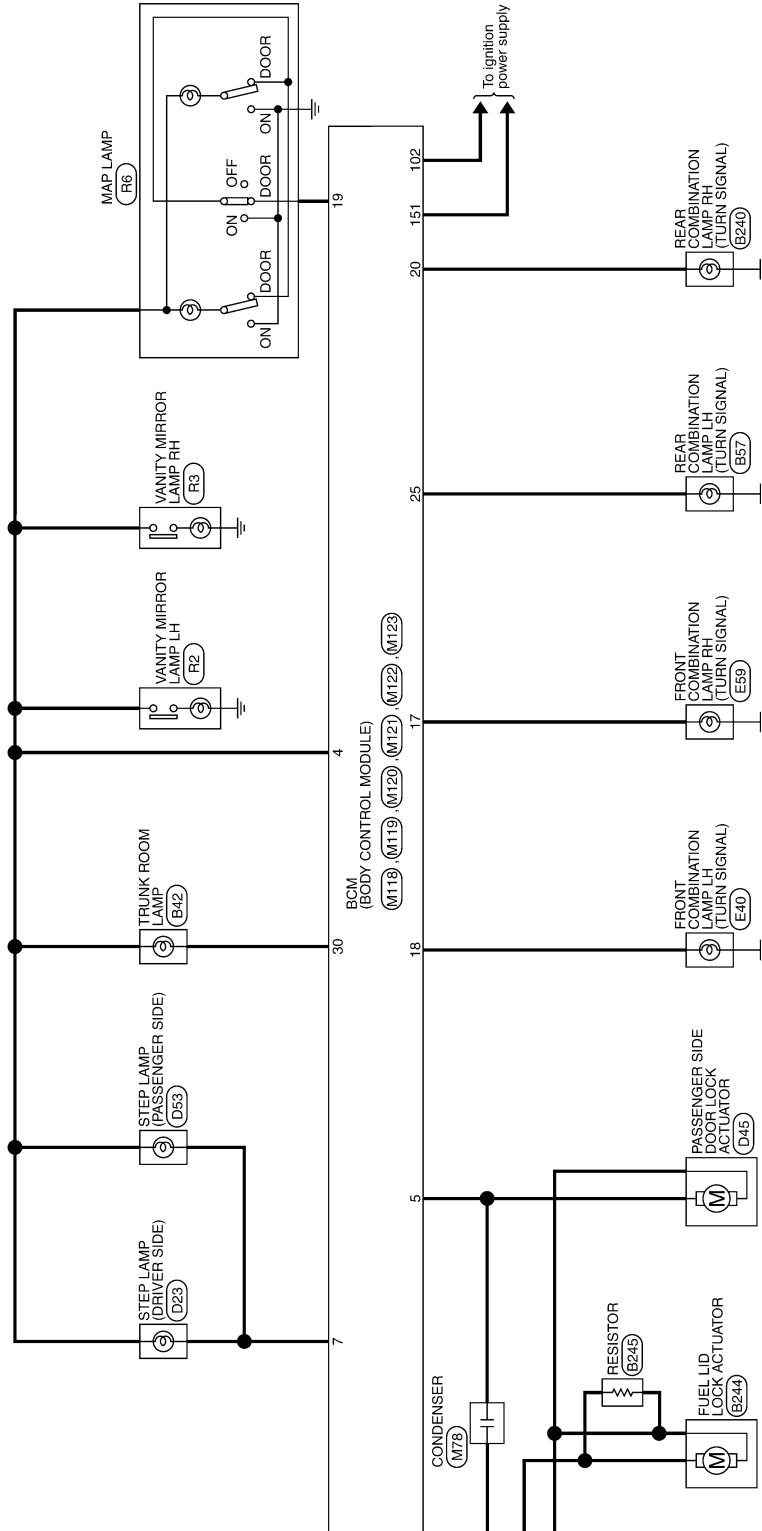 STEP LAMP
(DRIVER SIDE)
D23
STEP LAMP
(PASSENGER SIDE)
D53
TRUNK ROOM
LAMP
B42
VANITY MIRROR
LAMP LH
R2
VANITY MIRROR
LAMP RH
R3
MAP LAMP
R6
ON
DOOR
ON
OFF
DOOR
ON
DOOR
7
30
4
19
BCM
(BODY CONTROL MODULE)
M118 , M119 , M120 , M121 , M122 , M123
5
18
17
25
20
151
102
To ignition
power supply
CONDENSER
M78
RESISTOR
B245
FUEL LID
LOCK ACTUATOR
B244
M
PASSENGER SIDE
DOOR LOCK
ACTUATOR
D45
M
FRONT
COMBINATION
LAMP LH
(TURN SIGNAL)
E40
FRONT
COMBINATION
LAMP RH
(TURN SIGNAL)
E59
REAR
COMBINATION
LAMP LH
(TURN SIGNAL)
B57
REAR
COMBINATION
LAMP RH
(TURN SIGNAL)
B240